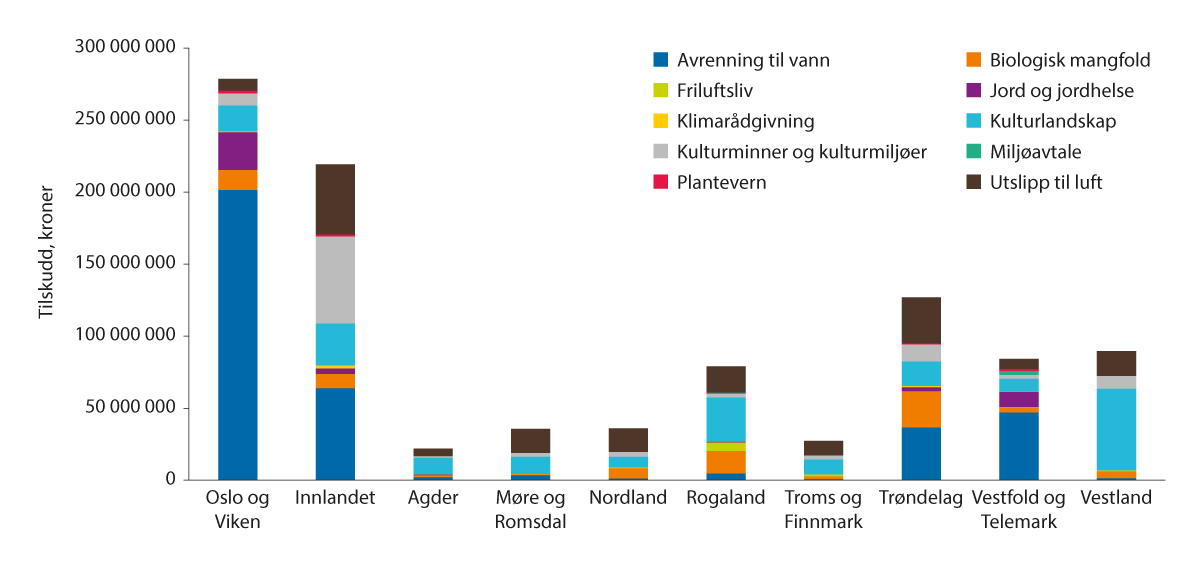 300 000 000
250 000 000
200 000 000
150 000 000
100 000 000
50 000 000
0
Tilskudd, kroner
Avrenning til vann
Biologisk mangfold
Friluftsliv
Jord og jordhelse
Klimarådgivning
Kulturlandskap
Kulturminner og kulturmiljøer
Miljøavtale
Plantevern
Utslipp til luft
Oslo og
Viken
Innlandet
Agder
Møre og
Romsdal
Nordland
Rogaland
Troms og
Finnmark
Trøndelag
Vestfold og
Telemark
Vestland